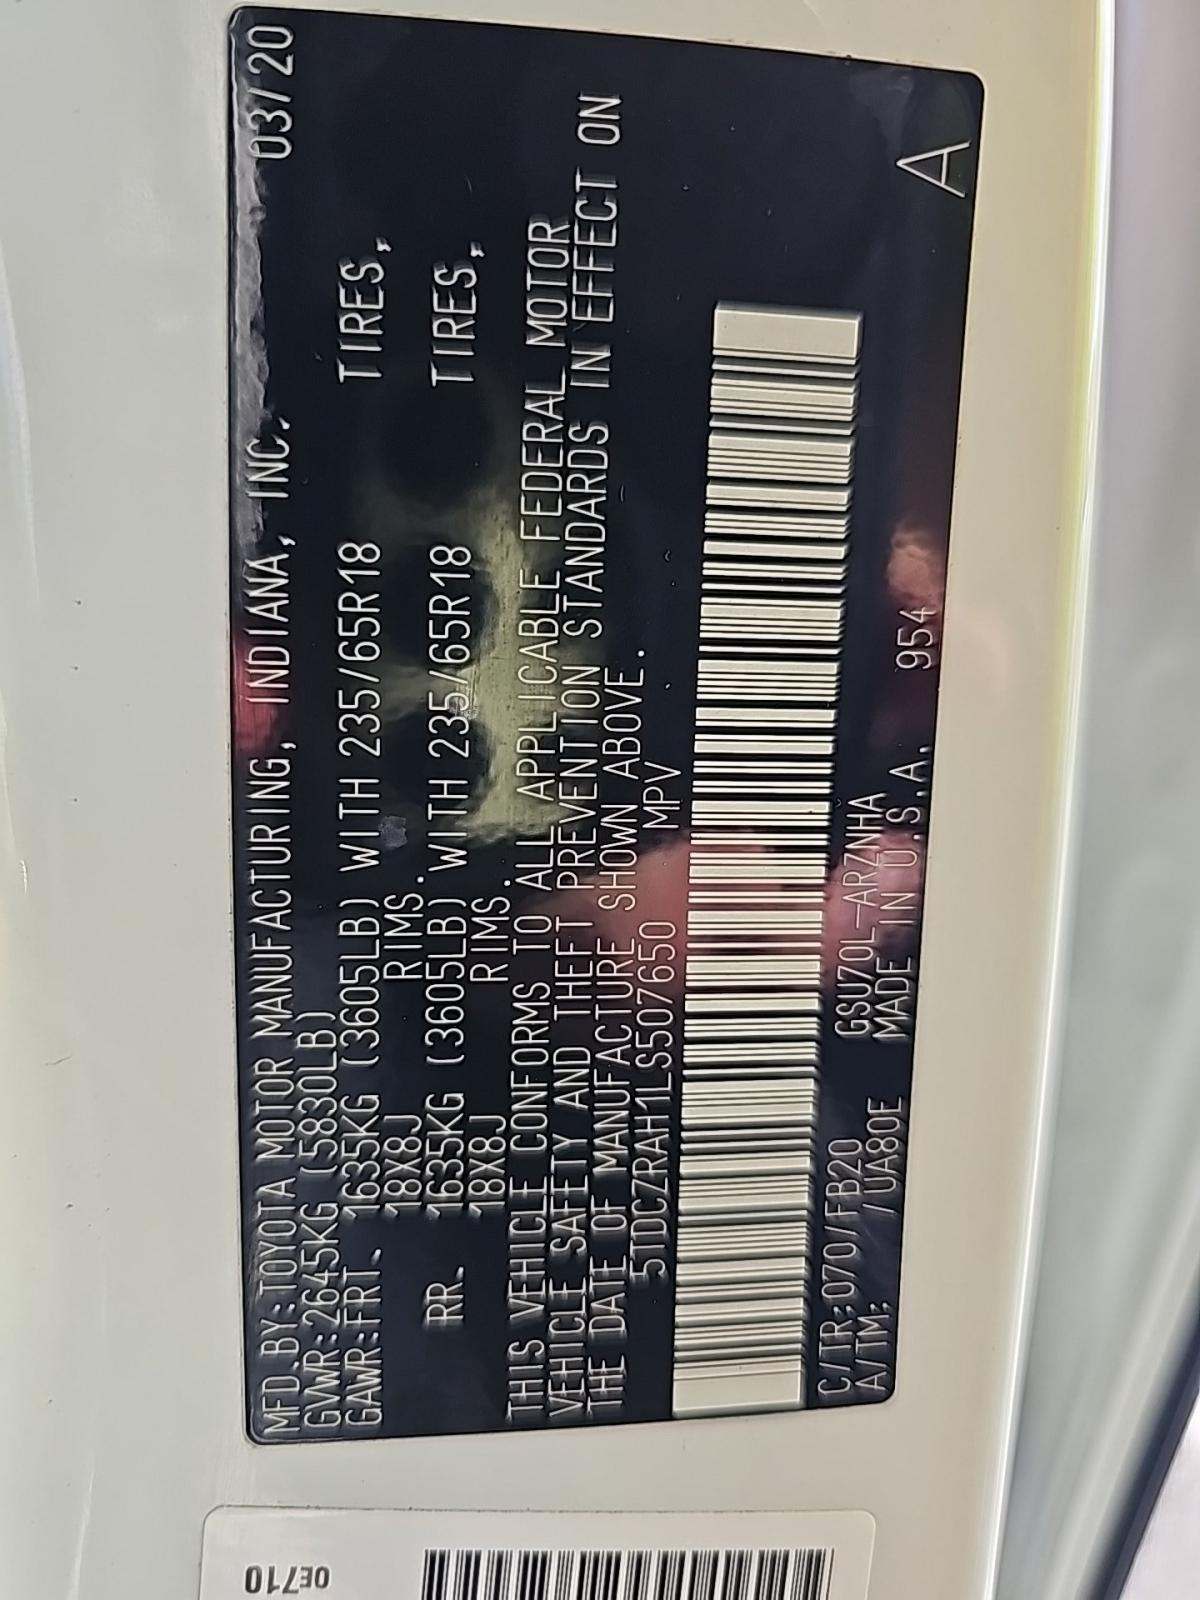 MFD.BY:TOYOTA MOTOR MANUFACTURING, INDIANA, INC. 03/20
GVWR:2645KG (5830LB)
GAWR:FRT. 1635KG (3605LB) WITH 235/65R18 TIRES,
18X8J RIMS.
RR. 1635KG (3605LB) WITH 235/65R18 TIRES,
18X8J RIMS.
THIS VEHICLE CONFORMS TO ALL APPLICABLE FEDERAL MOTOR
VEHICLE SAFETY AND THEFT PREVENTION STANDARDS IN EFFECT ON
THE DATE OF MANUFACTURE SHOWN ABOVE.
5TDCZRAH1LS507650 MPV
C/TR:070/FB20 GSU70L-ARZNHA
A/TM: /UA80E MADE IN U.S.A. 954 A
0E710